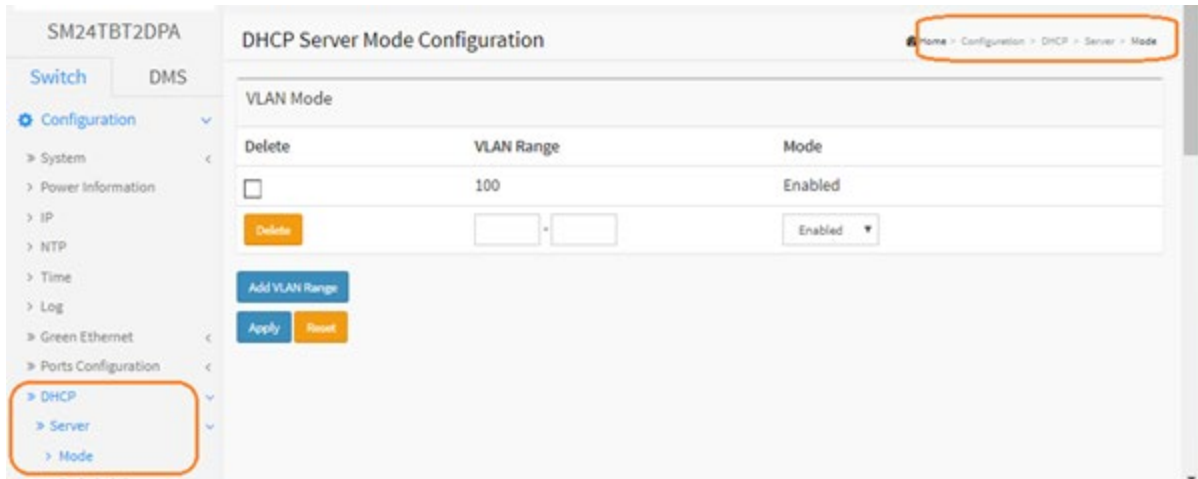 SM24TBT2DPA
DHCP Server Mode Configuration
Home > Configuration > DHCP > Server > Mode
Switch DMS
VLAN Mode
Configuration
Delete VLAN Range Mode
» System <
> Power Information
100 Enabled
> IP
Delete - Enabled
> NTP
> Time
Add VLAN Range
> Log
Apply Reset
» Green Ethernet <
» Ports Configuration <
» DHCP
» Server
> Mode